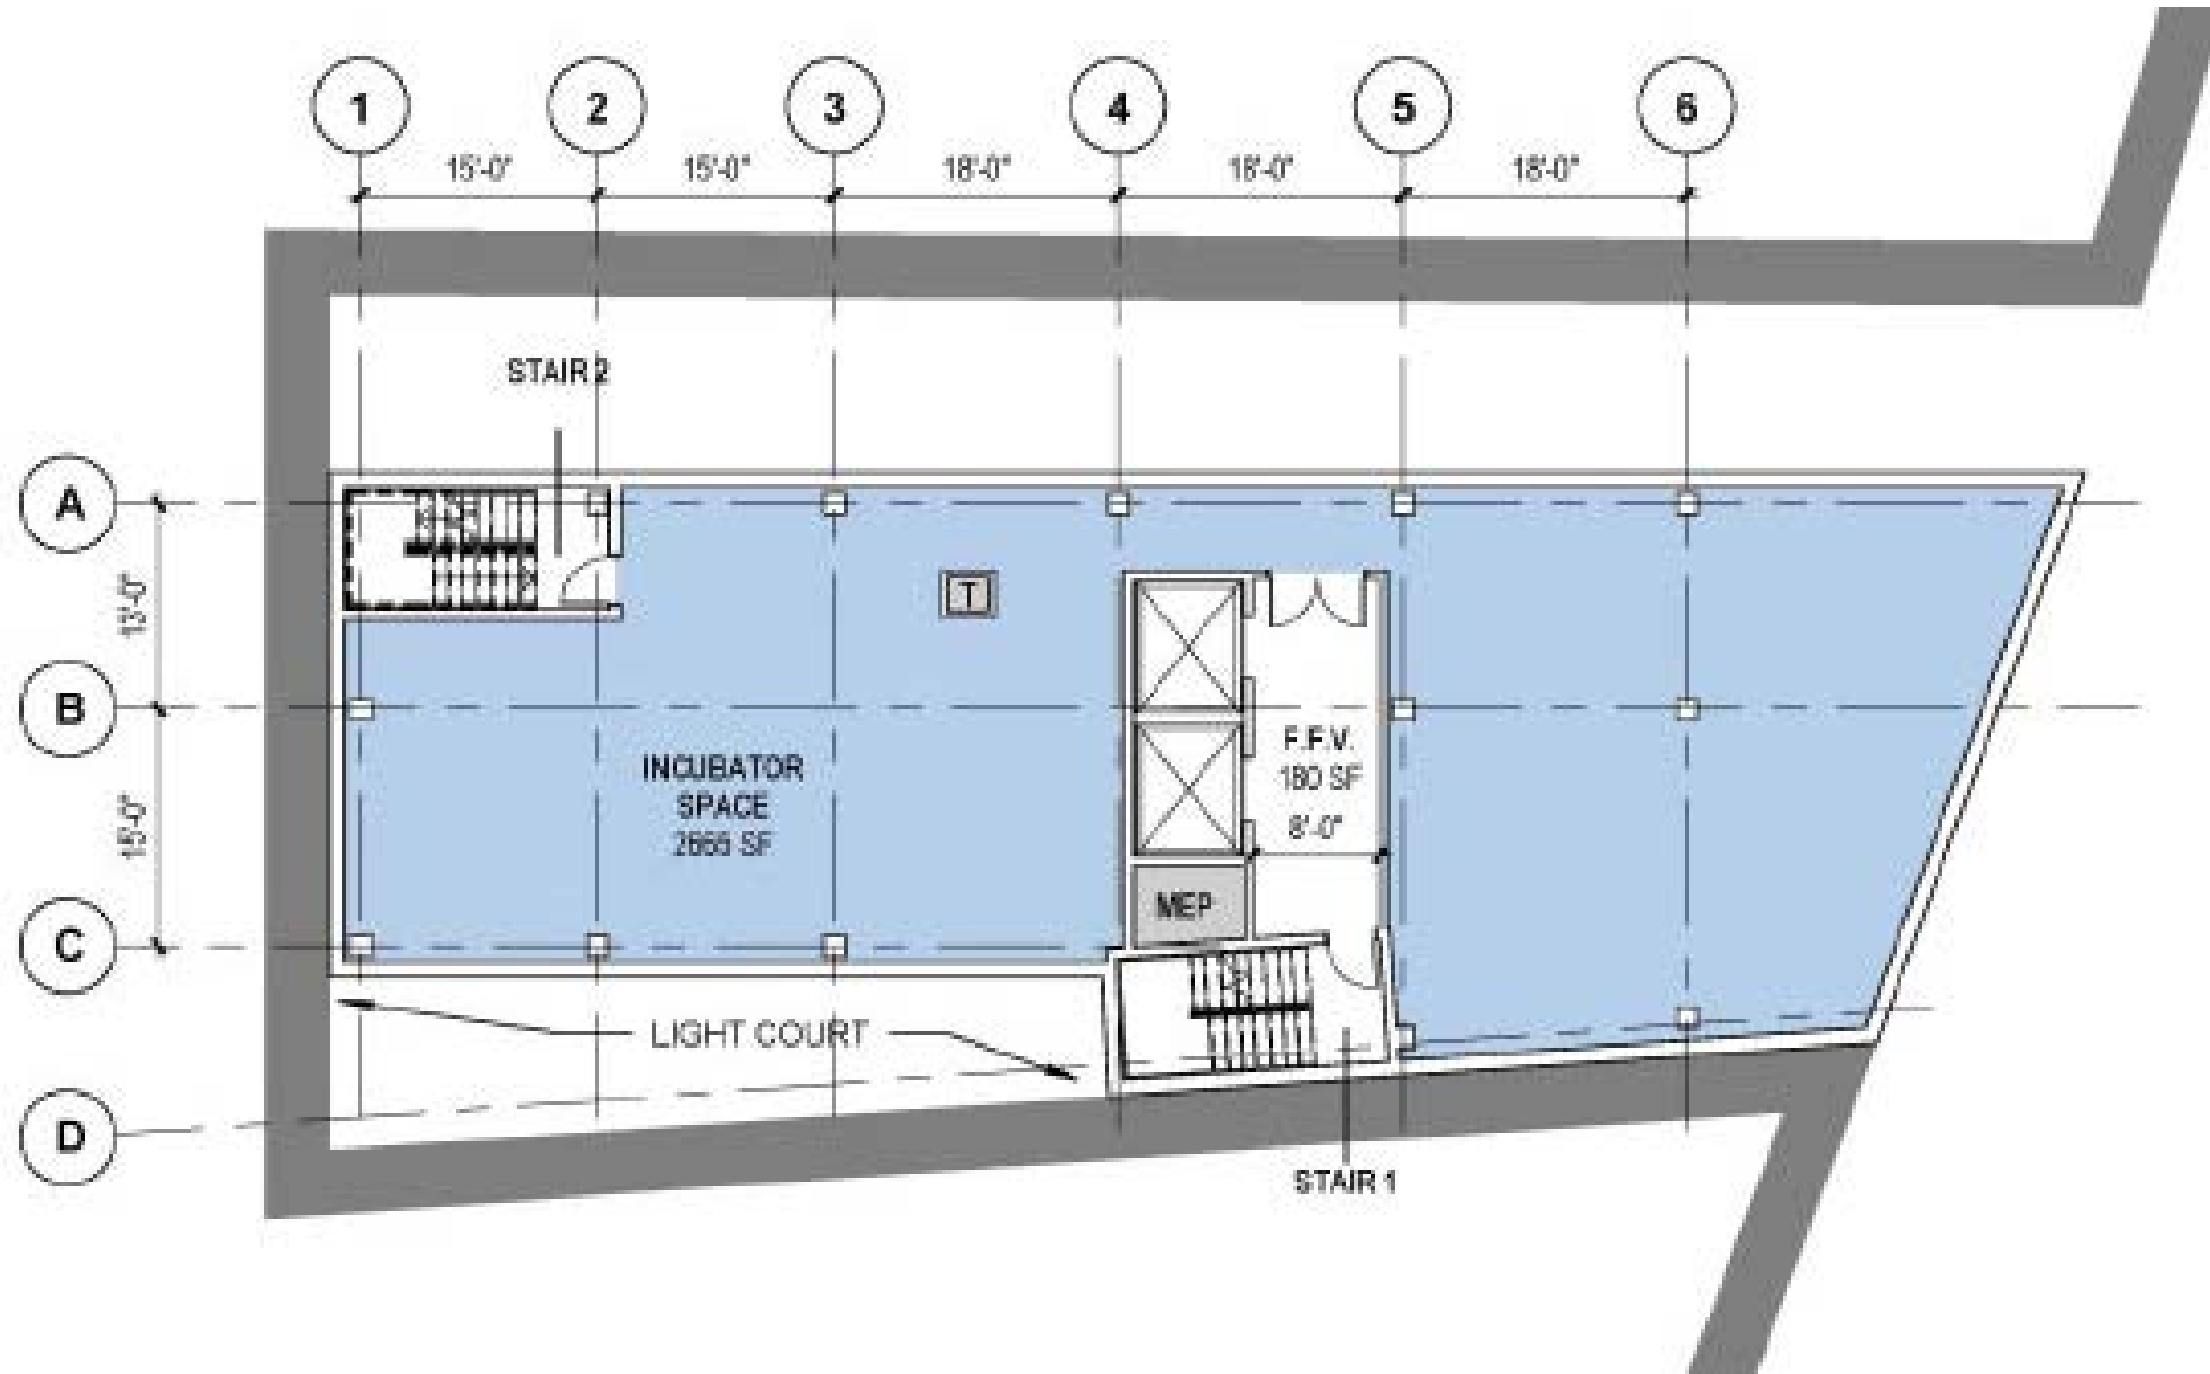 1 2 3 4 5 6
15'-0" 15'-0" 18'-0" 18'-0" 18'-0"
STAIR 2
A
13'-0"
T
B
F.F.V.
180 SF
8'-0"
INCUBATOR
SPACE
SF
15'-0"
MEP
C
LIGHT COURT
D
STAIR 1